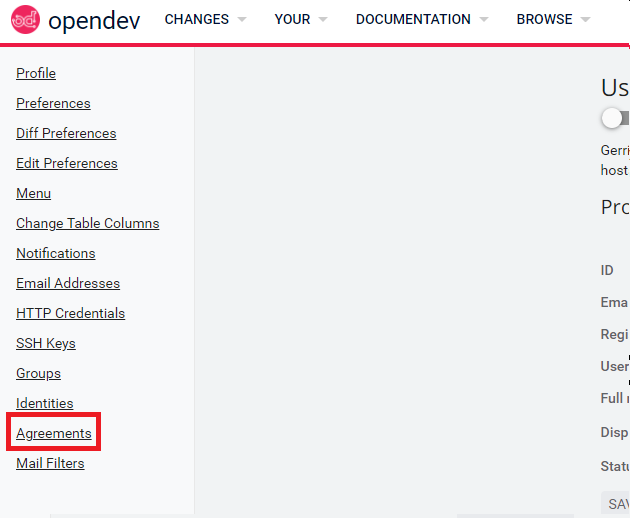 opendev CHANGES YOUR DOCUMENTATION BROWSE
Profile
Preferences
Diff Preferences
Edit Preferences
Menu
Change Table Columns
Notifications
Email Addresses
HTTP Credentials
SSH Keys
Groups
Identities
Agreements
Mail Filters
Us
Gerri
host
Pro
ID
Ema
Regi
User
Full
Disp
Statu
SAV